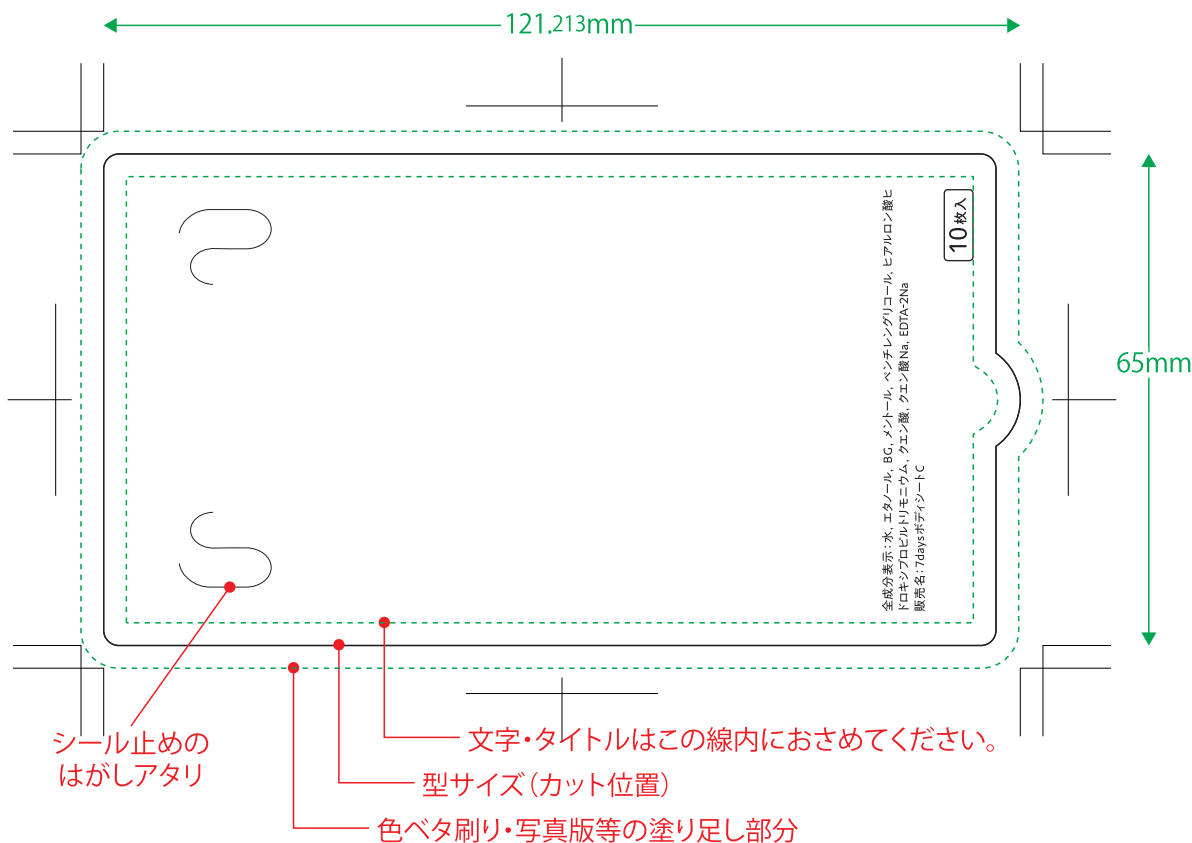 121.213mm
65mm
10枚入
全成分表示：水, エタノール, BG, メントール, ペンチレングリコール, ヒアルロン酸ヒ
ドロキシプロピルトリモニウム, クエン酸, クエン酸Na, EDTA-2Na
販売名：7daysボディシートC
シール止めの
はがしアタリ
文字・タイトルはこの線内におさめてください。
型サイズ（カット位置）
色ベタ刷り・写真版等の塗り足し部分